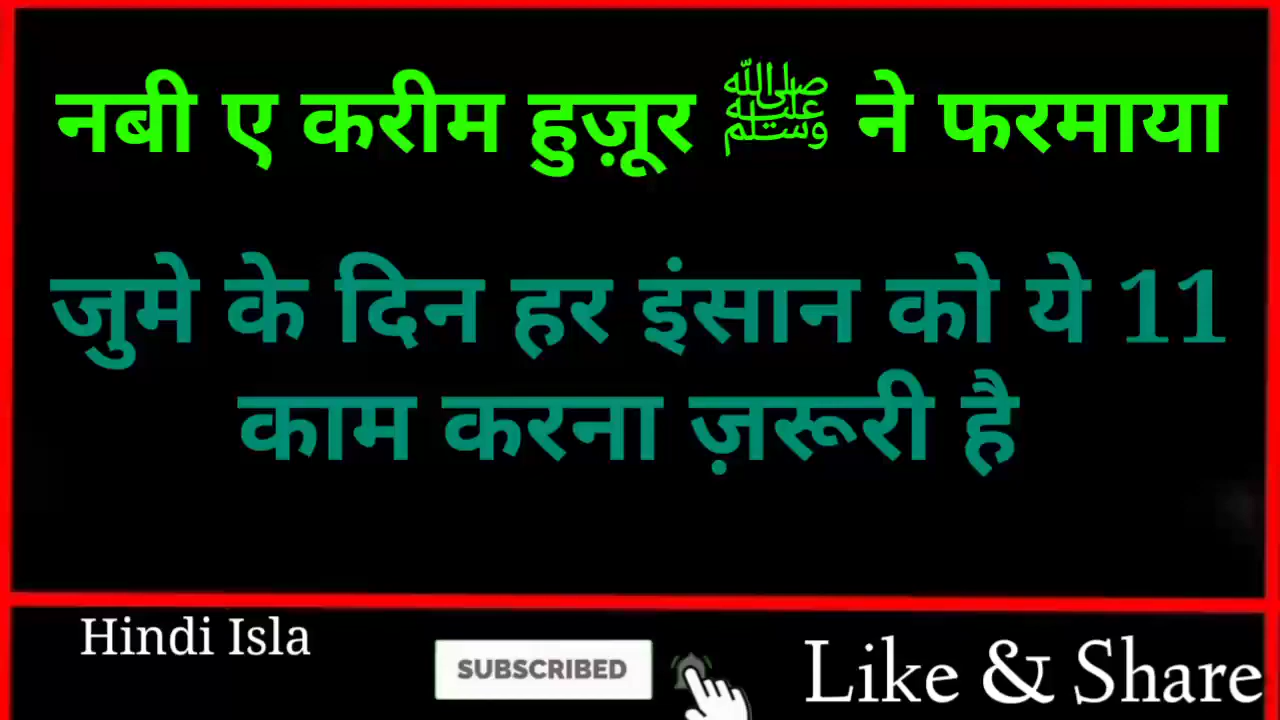 नबी ए करीम हुज़ूर ﷺ ने फरमाया
जुमे के दिन हर इंसान को ये 11
काम करना ज़रूरी है
Hindi Isla
SUBSCRIBED
Like & Share